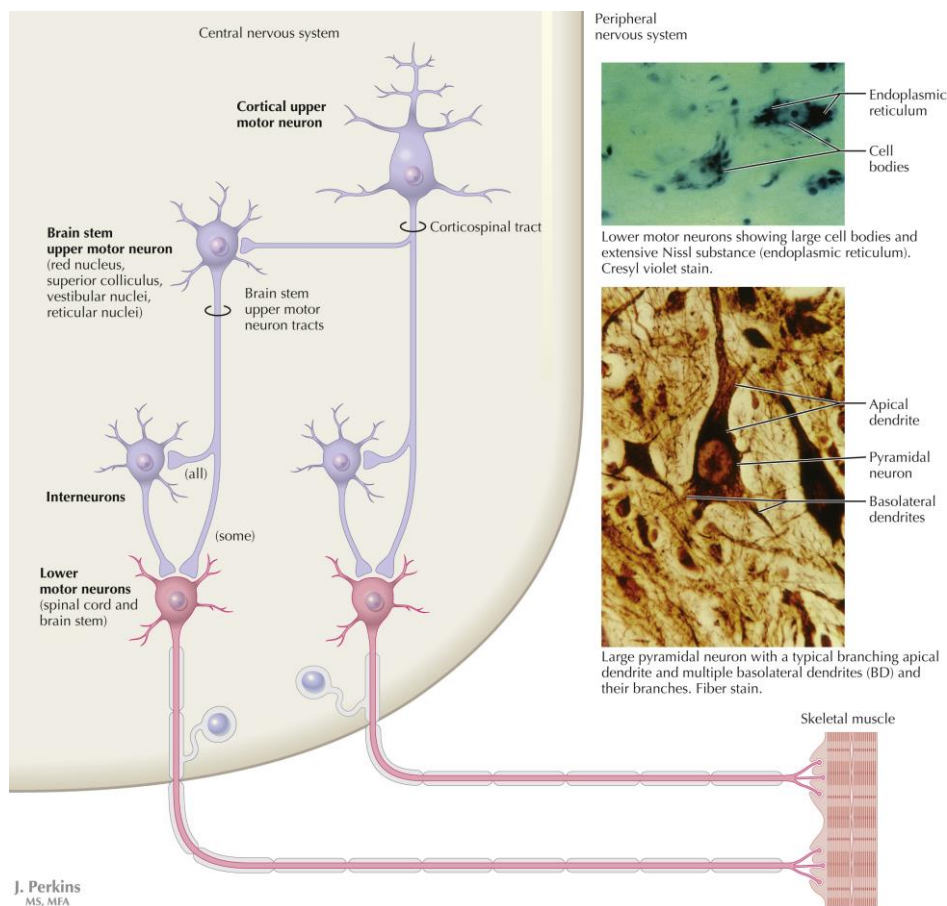 Central nervous system
Peripheral
nervous system
Cortical upper
motor neuron
Endoplasmic
reticulum
Cell
bodies
Corticospinal tract
Brain stem
upper motor neuron
(red nucleus,
superior colliculus,
vestibular nuclei,
reticular nuclei)
Brain stem
upper motor
neuron tracts
Lower motor neurons showing large cell bodies and
extensive Nissl substance (endoplasmic reticulum).
Cresyl violet stain.
Apical
dendrite
Pyramidal
neuron
Basolateral
dendrites
(all)
Interneurons
(some)
Lower
motor neurons
(spinal cord and
brain stem)
Large pyramidal neuron with a typical branching apical
dendrite and multiple basolateral dendrites (BD) and
their branches. Fiber stain.
Skeletal muscle
J. Perkins
MS, MFA